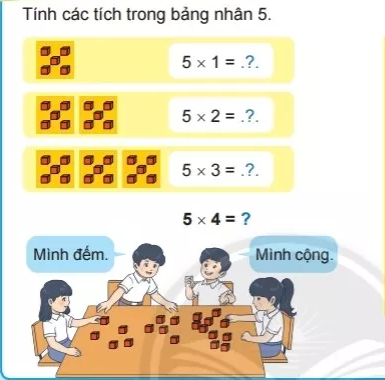 Tính các tích trong bảng nhân 5.
5 × 1 = .?.
5 × 2 = .?.
5 × 3 = .?.
5 × 4 = ?
Mình đếm.
Mình cộng.